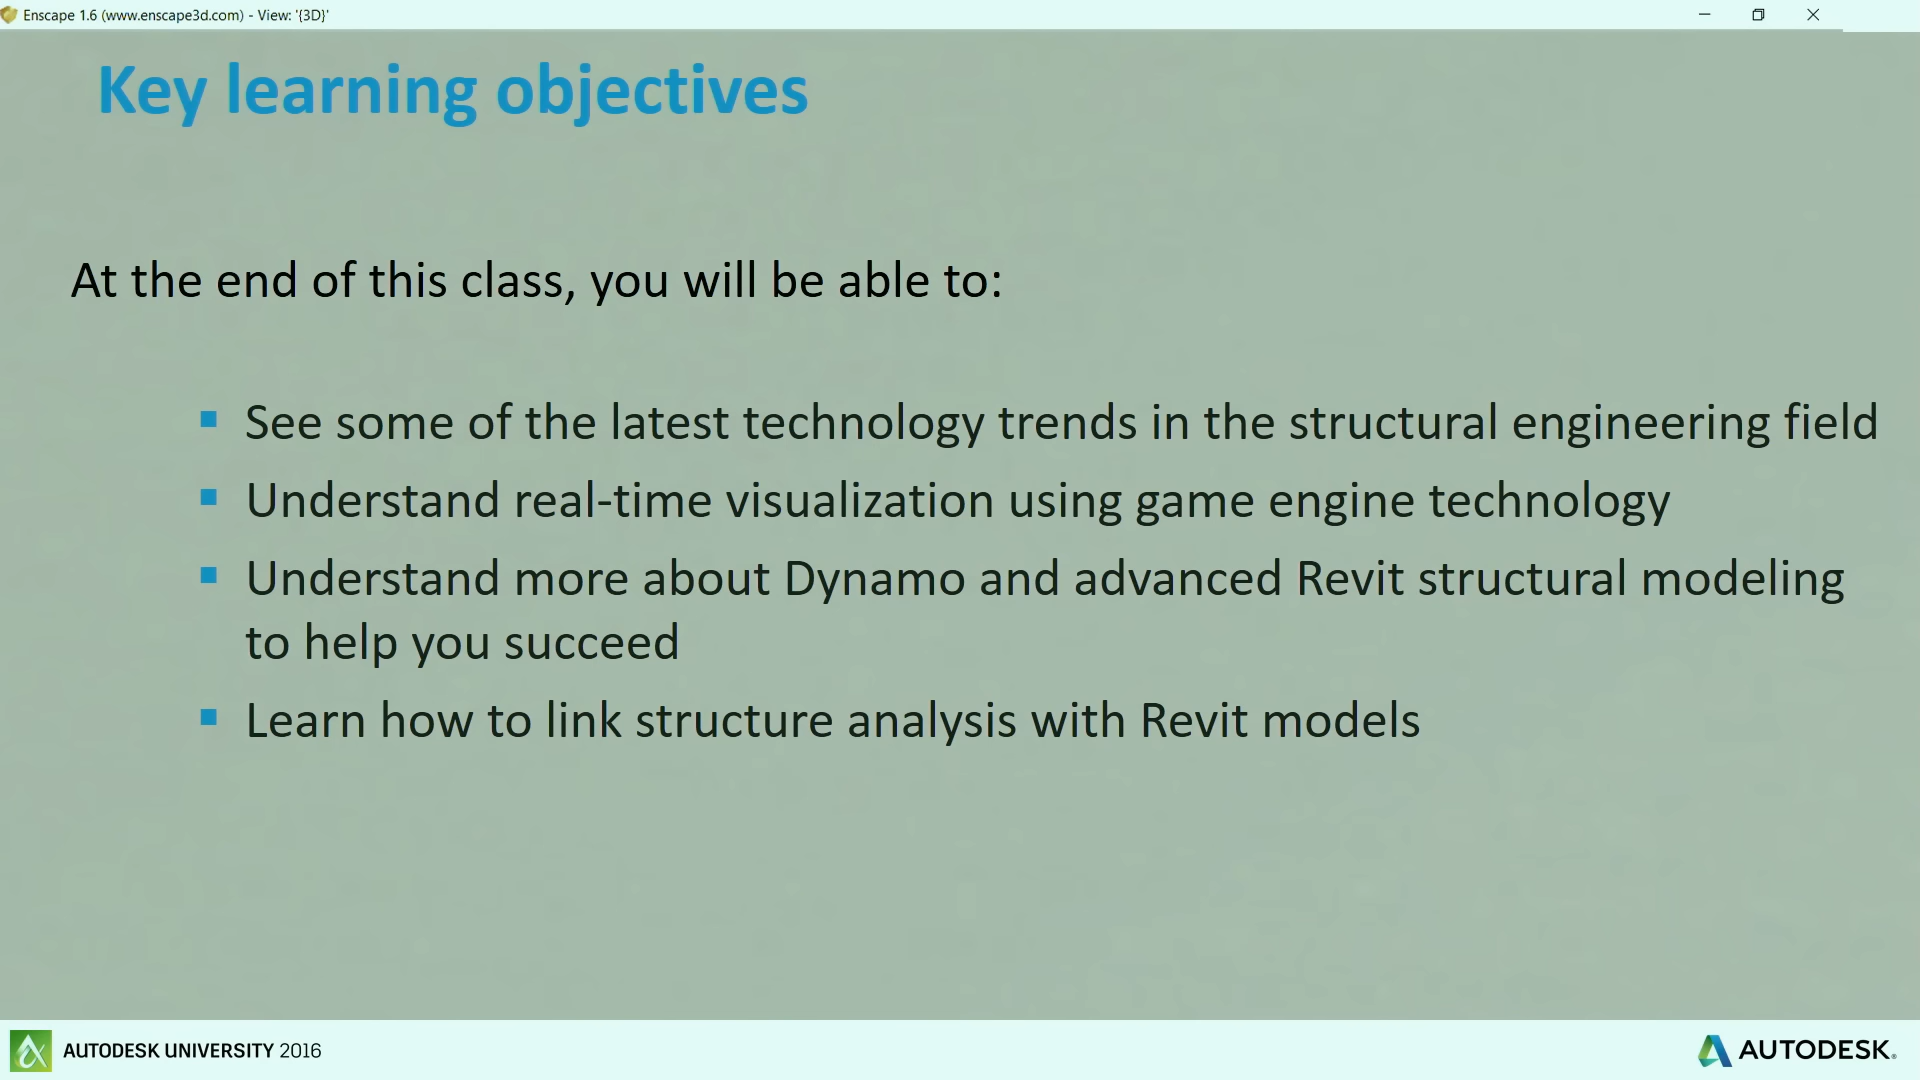 Enscape 1.6 (www.enscape3d.com) - View: '{3D}'
Key learning objectives
At the end of this class, you will be able to:
See some of the latest technology trends in the structural engineering field
Understand real-time visualization using game engine technology
Understand more about Dynamo and advanced Revit structural modeling
to help you succeed
Learn how to link structure analysis with Revit models
AUTODESK UNIVERSITY 2016
AUTODESK®